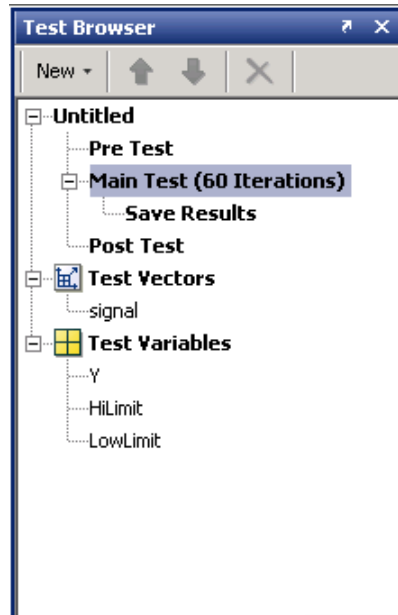 Test Browser
New
Untitled
Pre Test
Main Test (60 Iterations)
Save Results
Post Test
Test Vectors
signal
Test Variables
Y
HiLimit
LowLimit